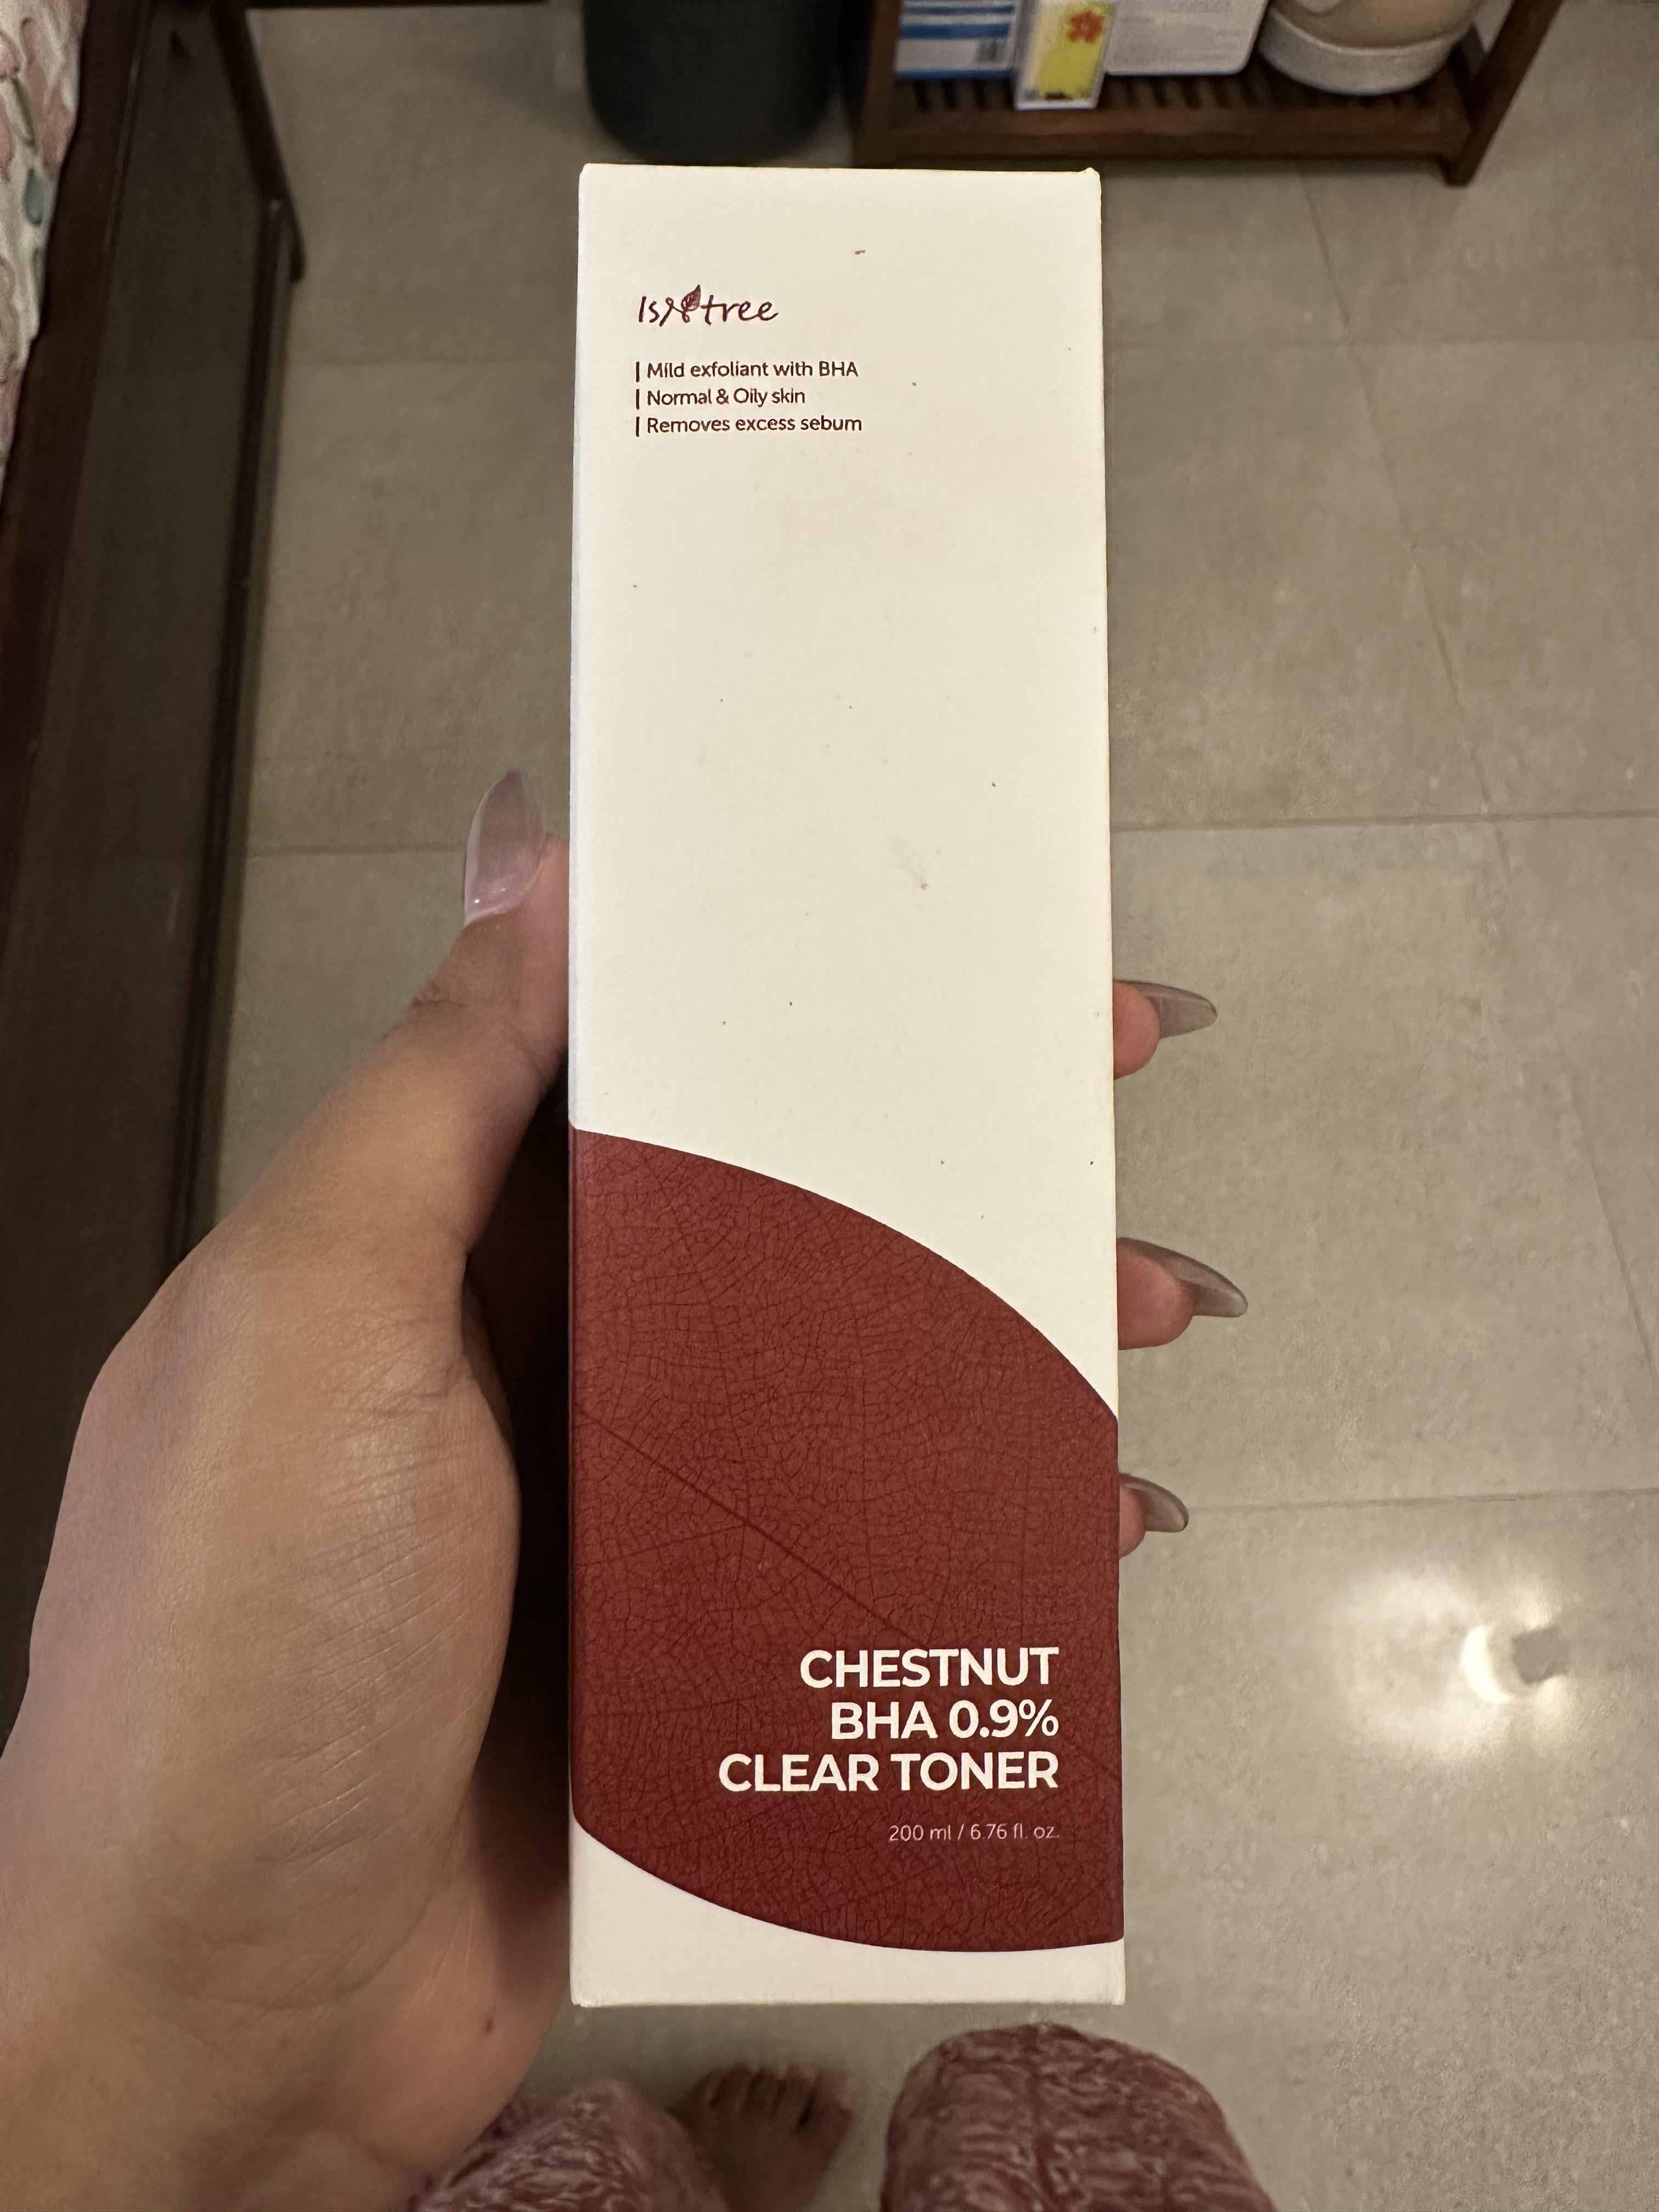 Isntree
Mild exfoliant with BHA
Normal & Oily skin
Removes excess sebum
CHESTNUT
BHA 0.9%
CLEAR TONER
200 ml / 6.76 fl. oz.